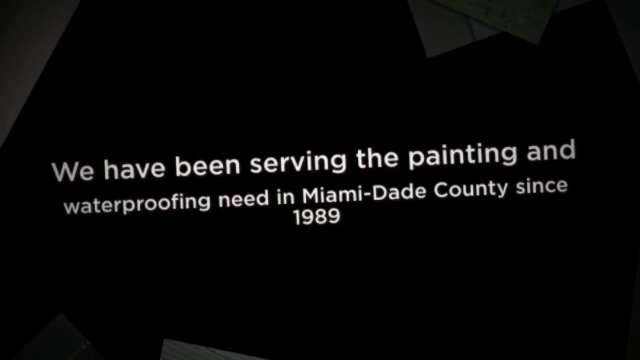 We have been serving the painting and
waterproofing need in Miami-Dade County since
1989